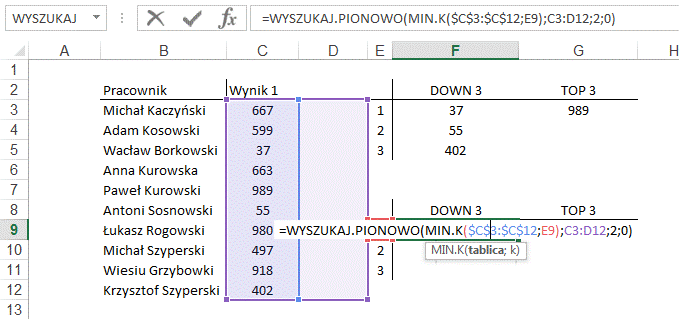 WYSZUKAJ =WYSZUKAJ.PIONOWO(MIN.K($C$3:$C$12;E9);C3:D12;2;0)
A B C D E F G H
1
2 Pracownik Wynik 1 DOWN 3 TOP 3
3 Michał Kaczyński 667 1 37 989
4 Adam Kosowski 599 2 55
5 Wacław Borkowski 37 3 402
6 Anna Kurowska 663
7 Paweł Kurowski 989
8 Antoni Sosnowski 55 DOWN 3 TOP 3
9 Łukasz Rogowski 980 =WYSZUKAJ.PIONOWO(MIN.K($C$3:$C$12;E9);C3:D12;2;0)
10 Michał Szyperski 497 2 MIN.K(tablica; k)
11 Wiesiu Grzybowki 918 3
12 Krzysztof Szyperski 402
13